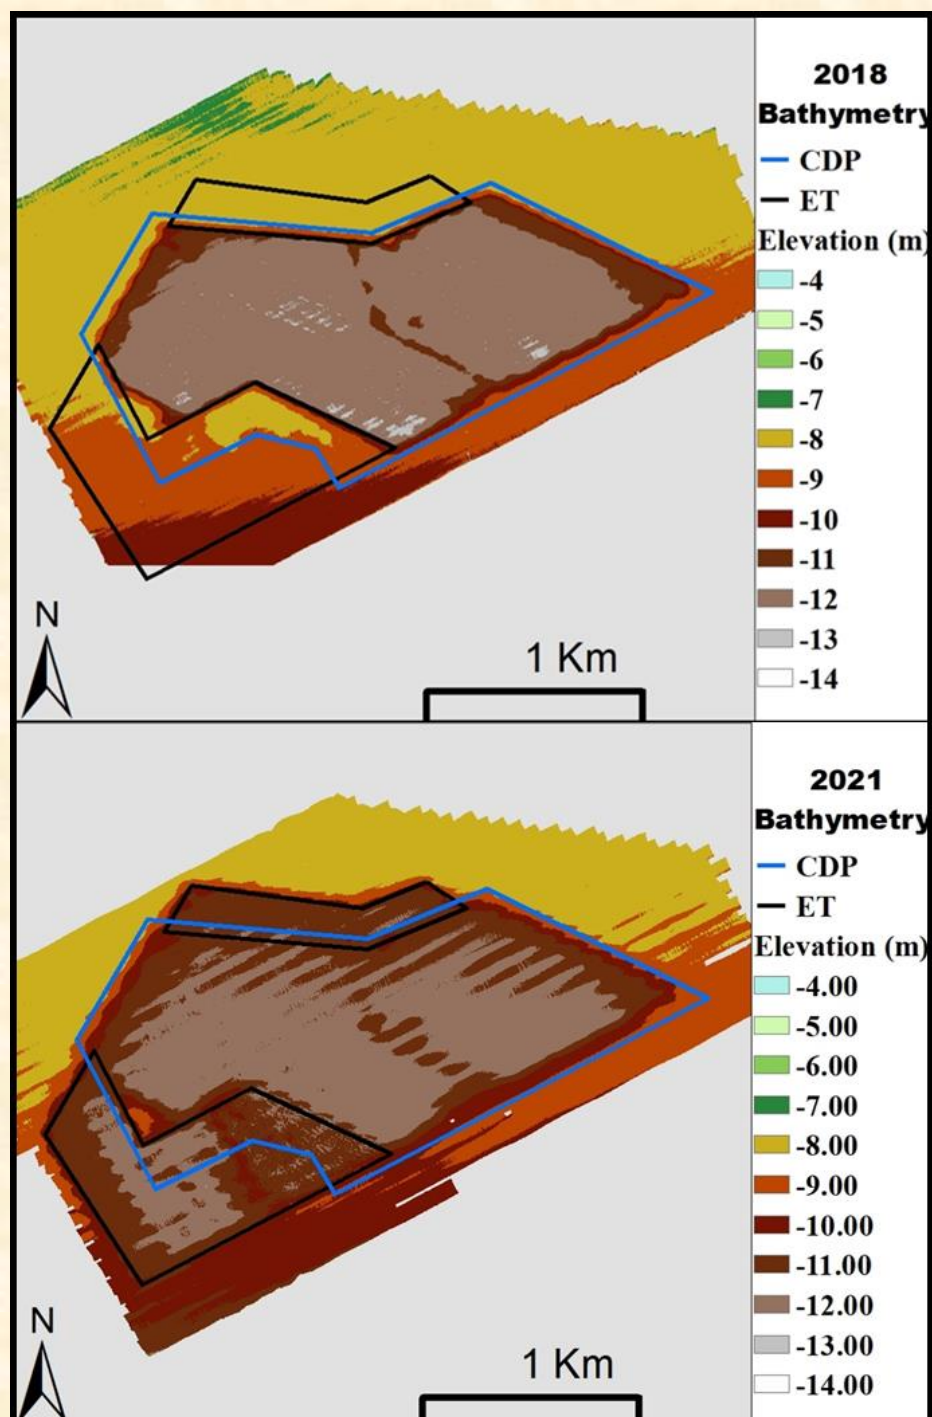 2018
Bathymetry
CDP
ET
Elevation (m)
-4
-5
-6
-7
-8
-9
-10
-11
-12
-13
-14
N
1 Km
2021
Bathymetry
CDP
ET
Elevation (m)
-4.00
-5.00
-6.00
-7.00
-8.00
-9.00
-10.00
-11.00
-12.00
-13.00
-14.00
N
1 Km